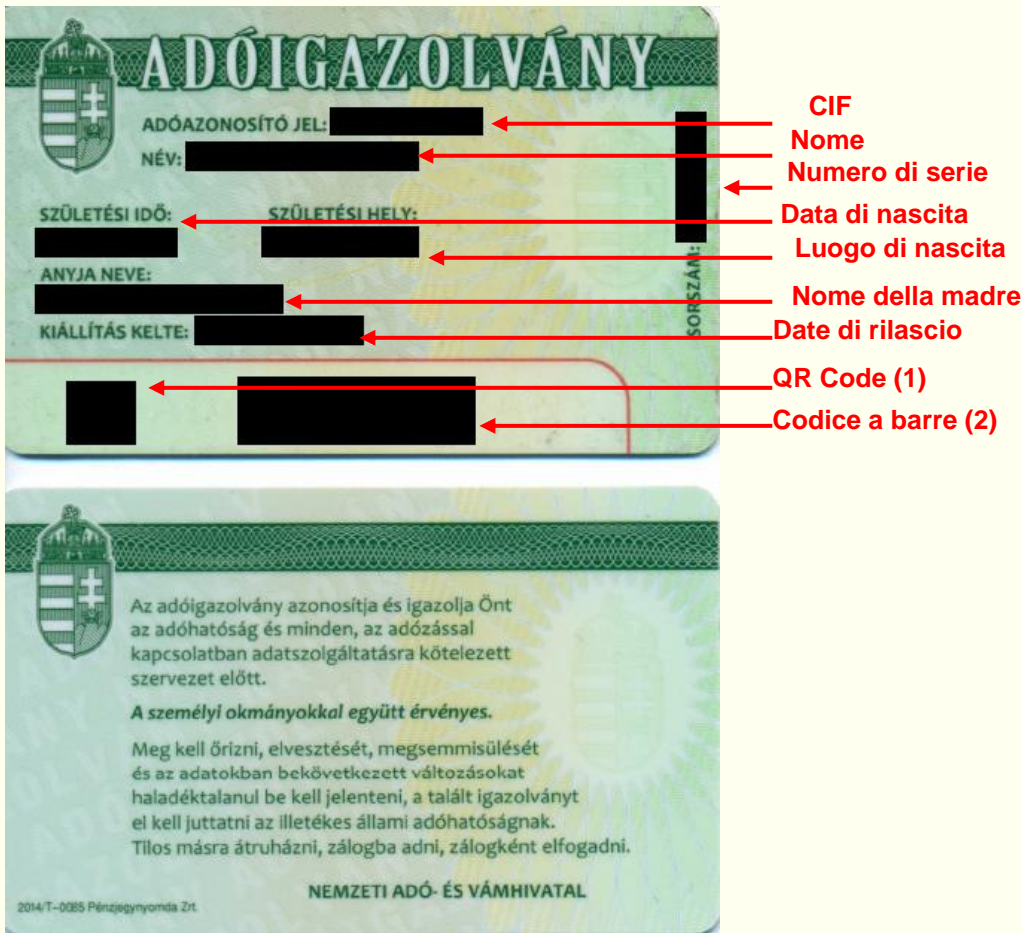 ADÓIGAZOLVÁNY
ADÓAZONOSÍTÓ JEL:
CIF
NÉV:
Nome
Numero di serie
SZÜLETÉSI IDŐ:
SZÜLETÉSI HELY:
Data di nascita
Luogo di nascita
ANYJA NEVE:
SORSZÁM:
Nome della madre
KIÁLLÍTÁS KELTE:
Date di rilascio
QR Code (1)
Codice a barre (2)
Az adóigazolvány azonosítja és igazolja Önt
az adóhatóság és minden, az adózással
kapcsolatban adatszolgáltatásra kötelezett
szervezet előtt.
A személyi okmányokkal együtt érvényes.
Meg kell őrizni, elvesztését, megsemmisülését
és az adatokban bekövetkezett változásokat
haladéktalanul be kell jelenteni, a talált igazolványt
el kell juttatni az illetékes állami adóhatóságnak.
Tilos másra átruházni, zálogba adni, zálogként elfogadni.
NEMZETI ADÓ- ÉS VÁMHIVATAL
2014/T-0085 Pénzjegynyomda Zrt.